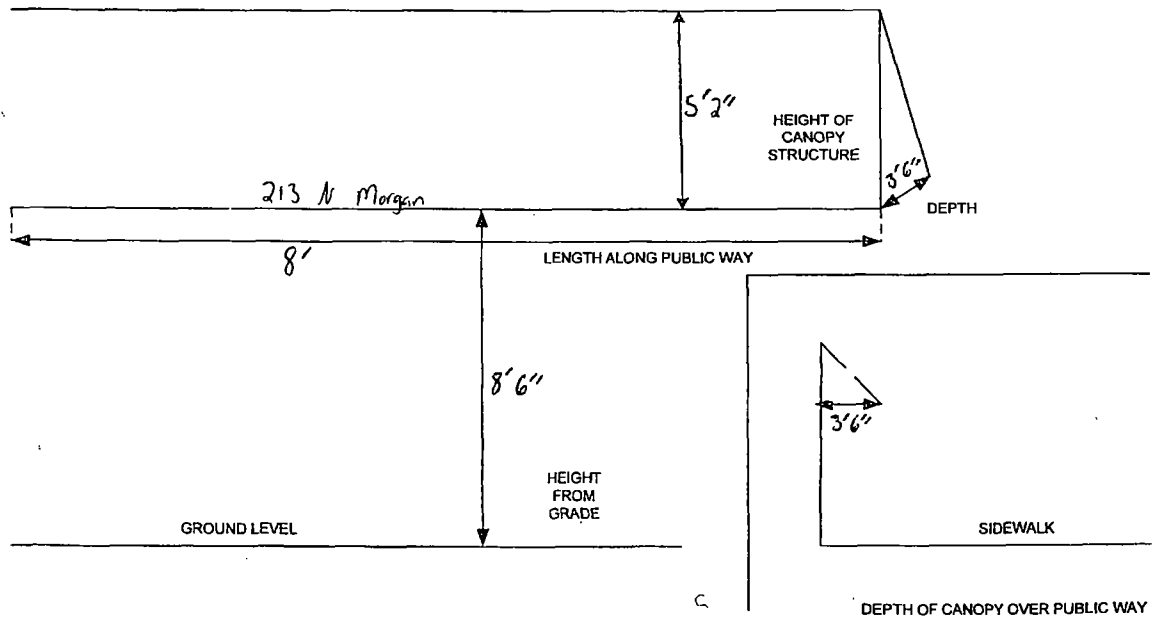 5'2"
HEIGHT OF
CANOPY
STRUCTURE
3'6"
DEPTH
213 N Morgan
8'
LENGTH ALONG PUBLIC WAY
8'6"
3'6"
HEIGHT
FROM
GRADE
GROUND LEVEL
SIDEWALK
DEPTH OF CANOPY OVER PUBLIC WAY